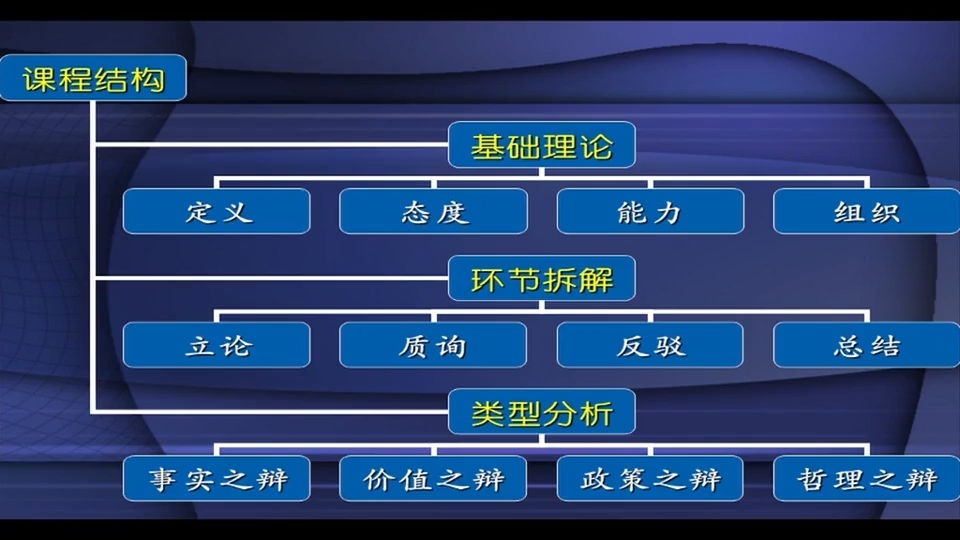 课程结构
基础理论
定义 态度 能力 组织
环节拆解
立论 质询 反驳 总结
类型分析
事实之辩 价值之辩 政策之辩 哲理之辩